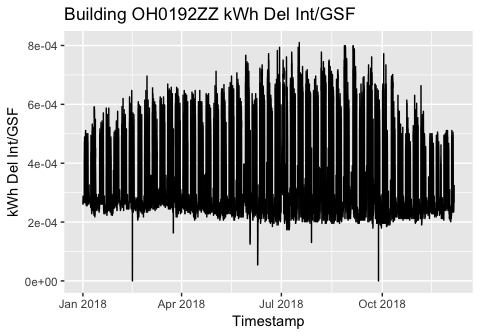 Building OH0192ZZ kWh Del Int/GSF
kWh Del Int/GSF
8e-04
6e-04
4e-04
2e-04
0e+00
Jan 2018
Apr 2018
Jul 2018
Oct 2018
Timestamp